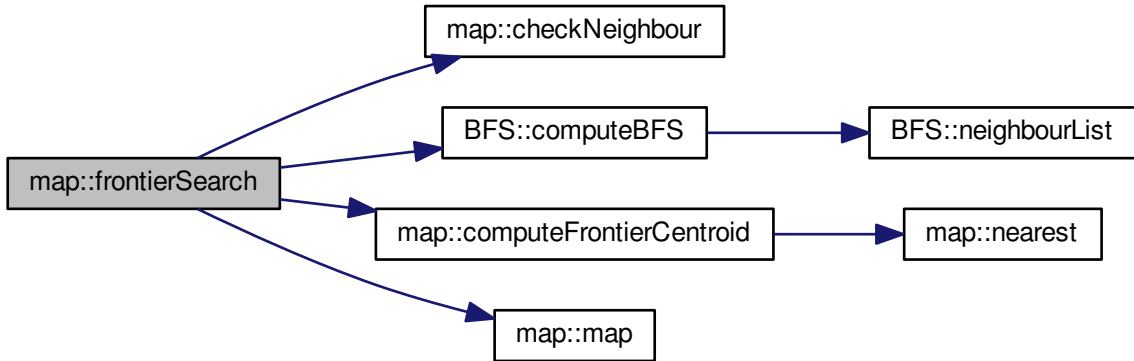 map::checkNeighbour
BFS::computeBFS
BFS::neighbourList
map::frontierSearch
map::computeFrontierCentroid
map::nearest
map::map